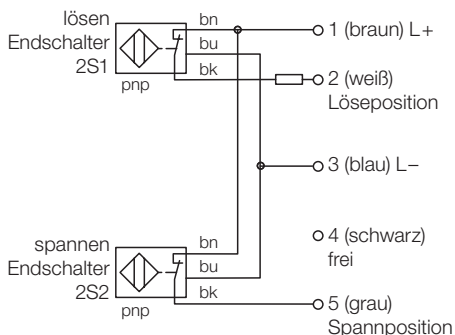 lösen
Endschalter
2S1
pnp
bn
bu
bk
1 (braun) L+
2 (weiß)
Löseposition
3 (blau) L−
4 (schwarz)
frei
spannen
Endschalter
2S2
pnp
bn
bu
bk
5 (grau)
Spannposition